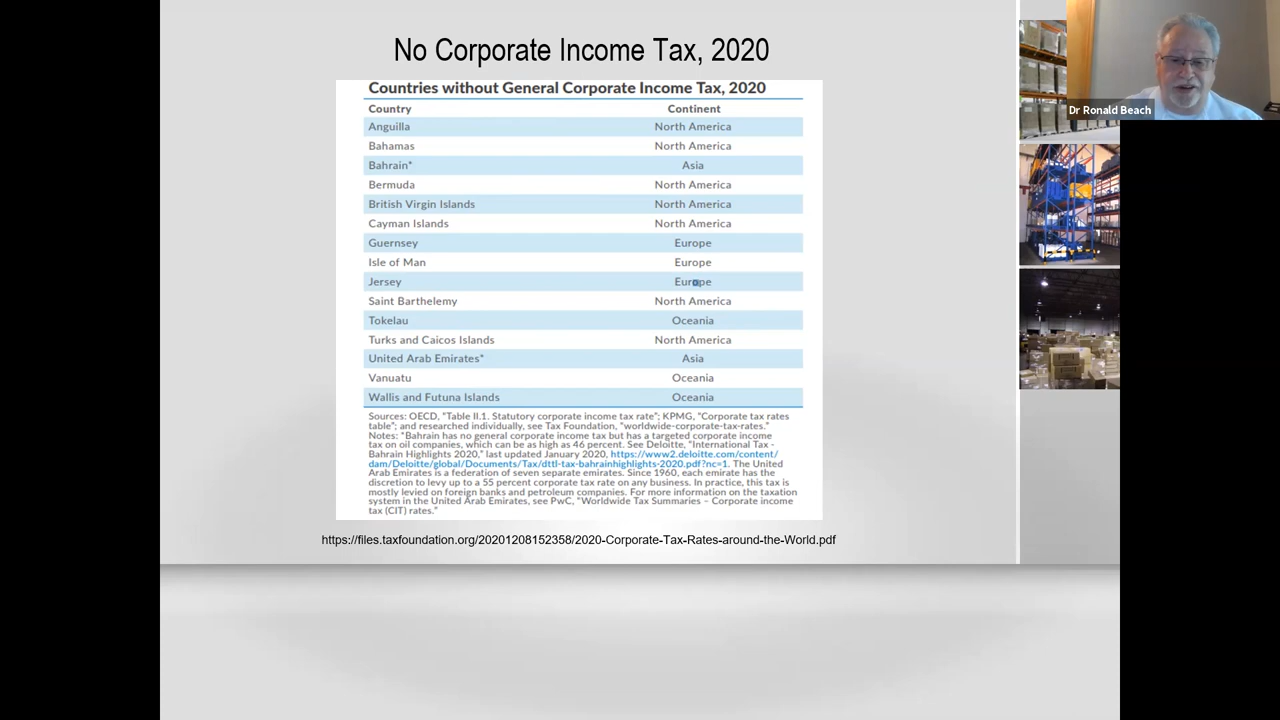 No Corporate Income Tax, 2020
Countries without General Corporate Income Tax, 2020
Country Continent
Anguilla North America
Bahamas North America
Bahrain* Asia
Bermuda North America
British Virgin Islands North America
Cayman Islands North America
Guernsey Europe
Isle of Man Europe
Jersey Europe
Saint Barthelemy North America
Tokelau Oceania
Turks and Caicos Islands North America
United Arab Emirates* Asia
Vanuatu Oceania
Wallis and Futuna Islands Oceania
Sources: OECD, "Table II.1. Statutory corporate income tax rate"; KPMG, "Corporate tax rates
table"; and researched individually, see Tax Foundation, "worldwide-corporate-tax-rates."
Notes: *Bahrain has no general corporate income tax but has a targeted corporate income
tax on oil companies, which can be as high as 46 percent. See Deloitte, "International Tax -
Bahrain Highlights 2020," last updated January 2020, https://www2.deloitte.com/content/
dam/Deloitte/global/Documents/Tax/dttl-tax-bahrainhighlights-2020.pdf?nc=1. The United
Arab Emirates is a federation of seven separate emirates. Since 1960, each emirate has the
discretion to levy up to a 55 percent corporate tax rate on any business. In practice, this tax is
mostly levied on foreign banks and petroleum companies. For more information on the taxation
system in the United Arab Emirates, see PwC, "Worldwide Tax Summaries – Corporate income
tax (CIT) rates."
https://files.taxfoundation.org/20201208152358/2020-Corporate-Tax-Rates-around-the-World.pdf
Dr Ronald Beach